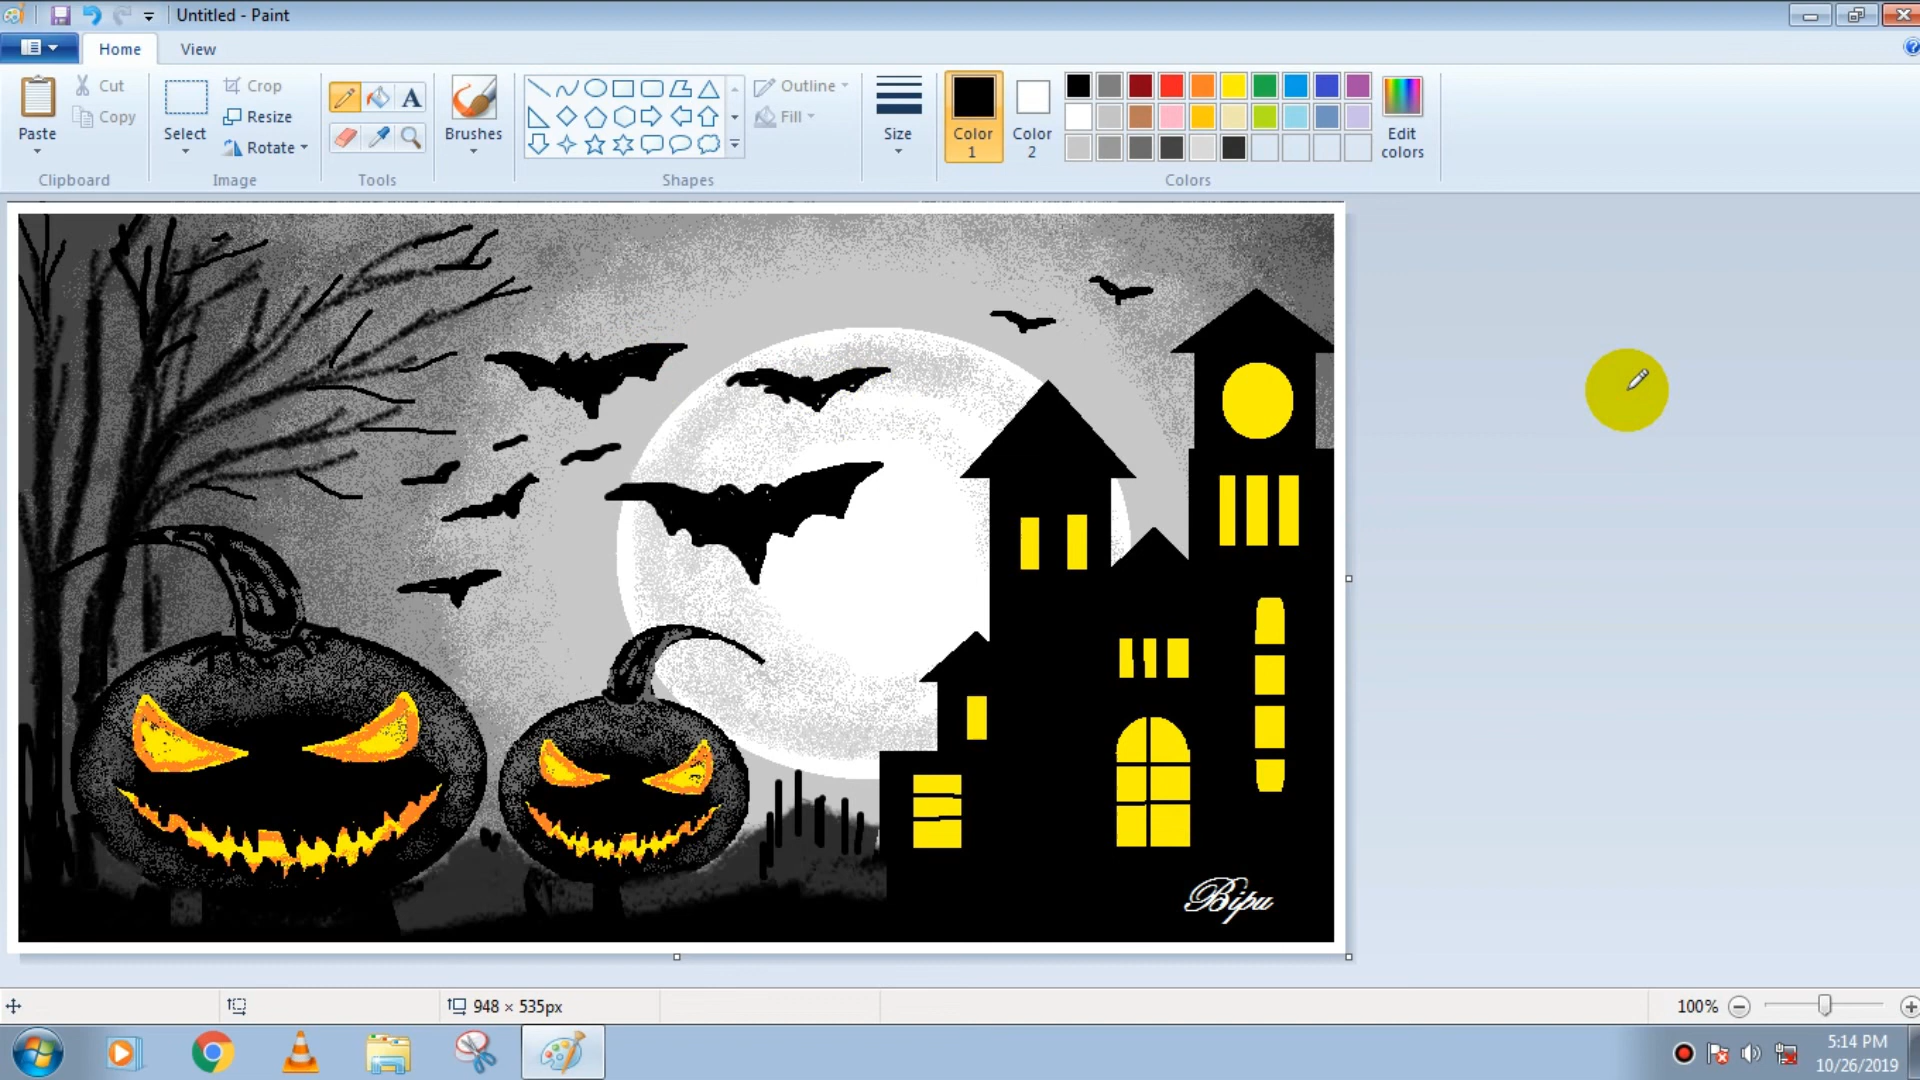 Untitled - Paint
Home View
Paste
Cut
Copy
Clipboard
Select
Crop
Resize
Rotate
Image
A
Tools
Brushes
Shapes
Outline
Fill
Size
Color
1
Color
2
Edit
colors
Colors
Bipu
948 × 535px
100%
5:14 PM
10/26/2019